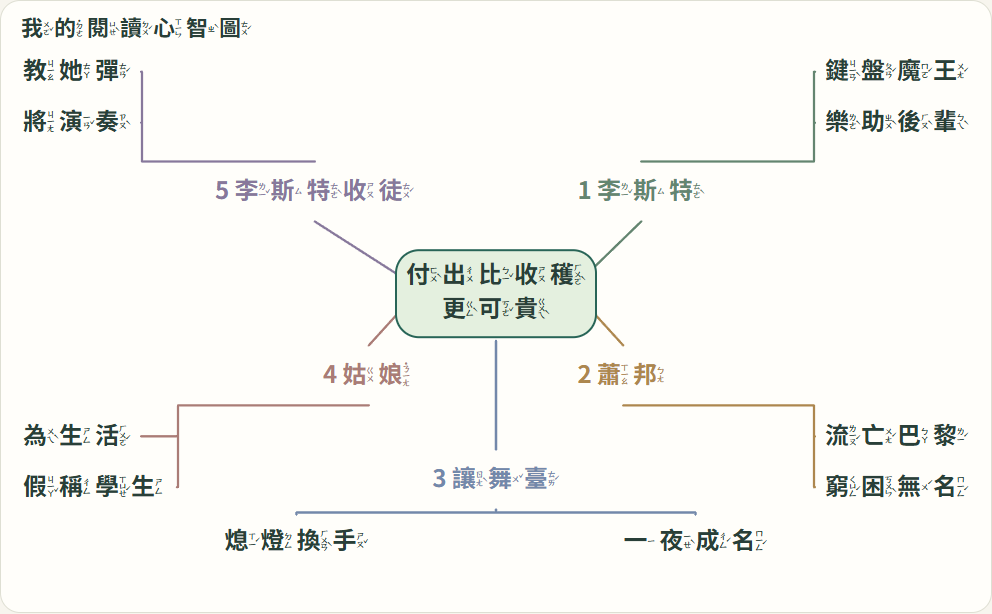 我的閱讀心智圖
教她彈
將演奏
5 李斯特收徒
鍵盤魔王
樂助後輩
1 李斯特
付出比收穫
更可貴
4 姑娘
為生活
假稱學生
2 蕭邦
流亡巴黎
窮困無名
3 讓舞臺
熄燈換手
一夜成名